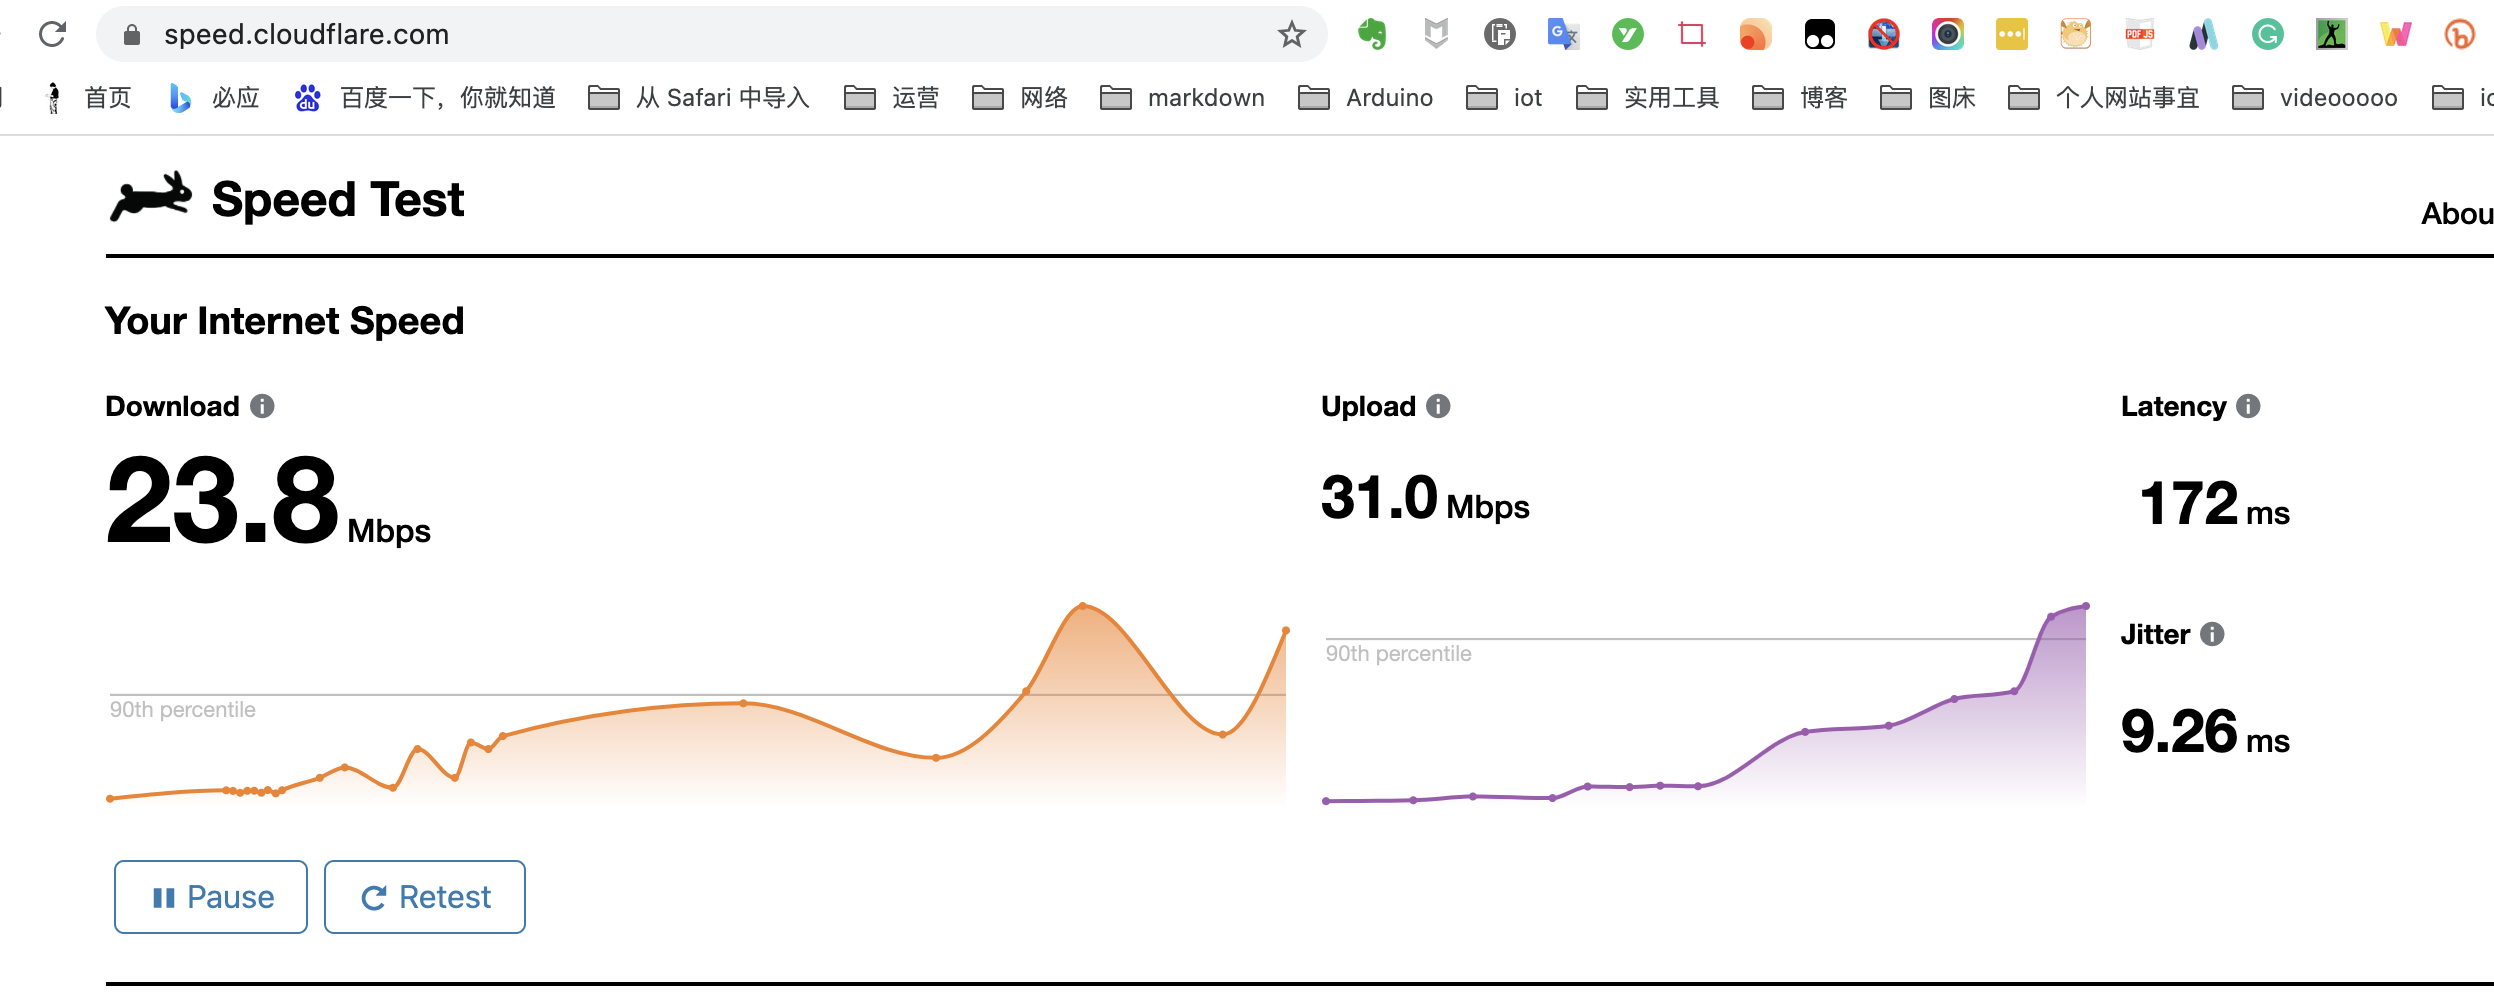 speed.cloudflare.com
首页 必应 百度一下，你就知道 从 Safari 中导入 运营 网络 markdown Arduino iot 实用工具 博客 图床 个人网站事宜 videooooo
Speed Test
Your Internet Speed
Download Upload Latency
23.8 Mbps 31.0 Mbps 172 ms
Jitter
9.26 ms
90th percentile 90th percentile
Pause Retest